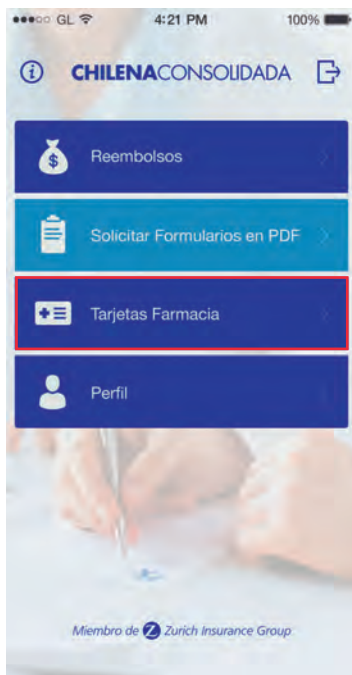 GL 4:21 PM 100%
CHILENACONSOLIDADA
Reembolsos
Solicitar Formularios en PDF
Tarjetas Farmacia
Perfil
Miembro de Zurich Insurance Group